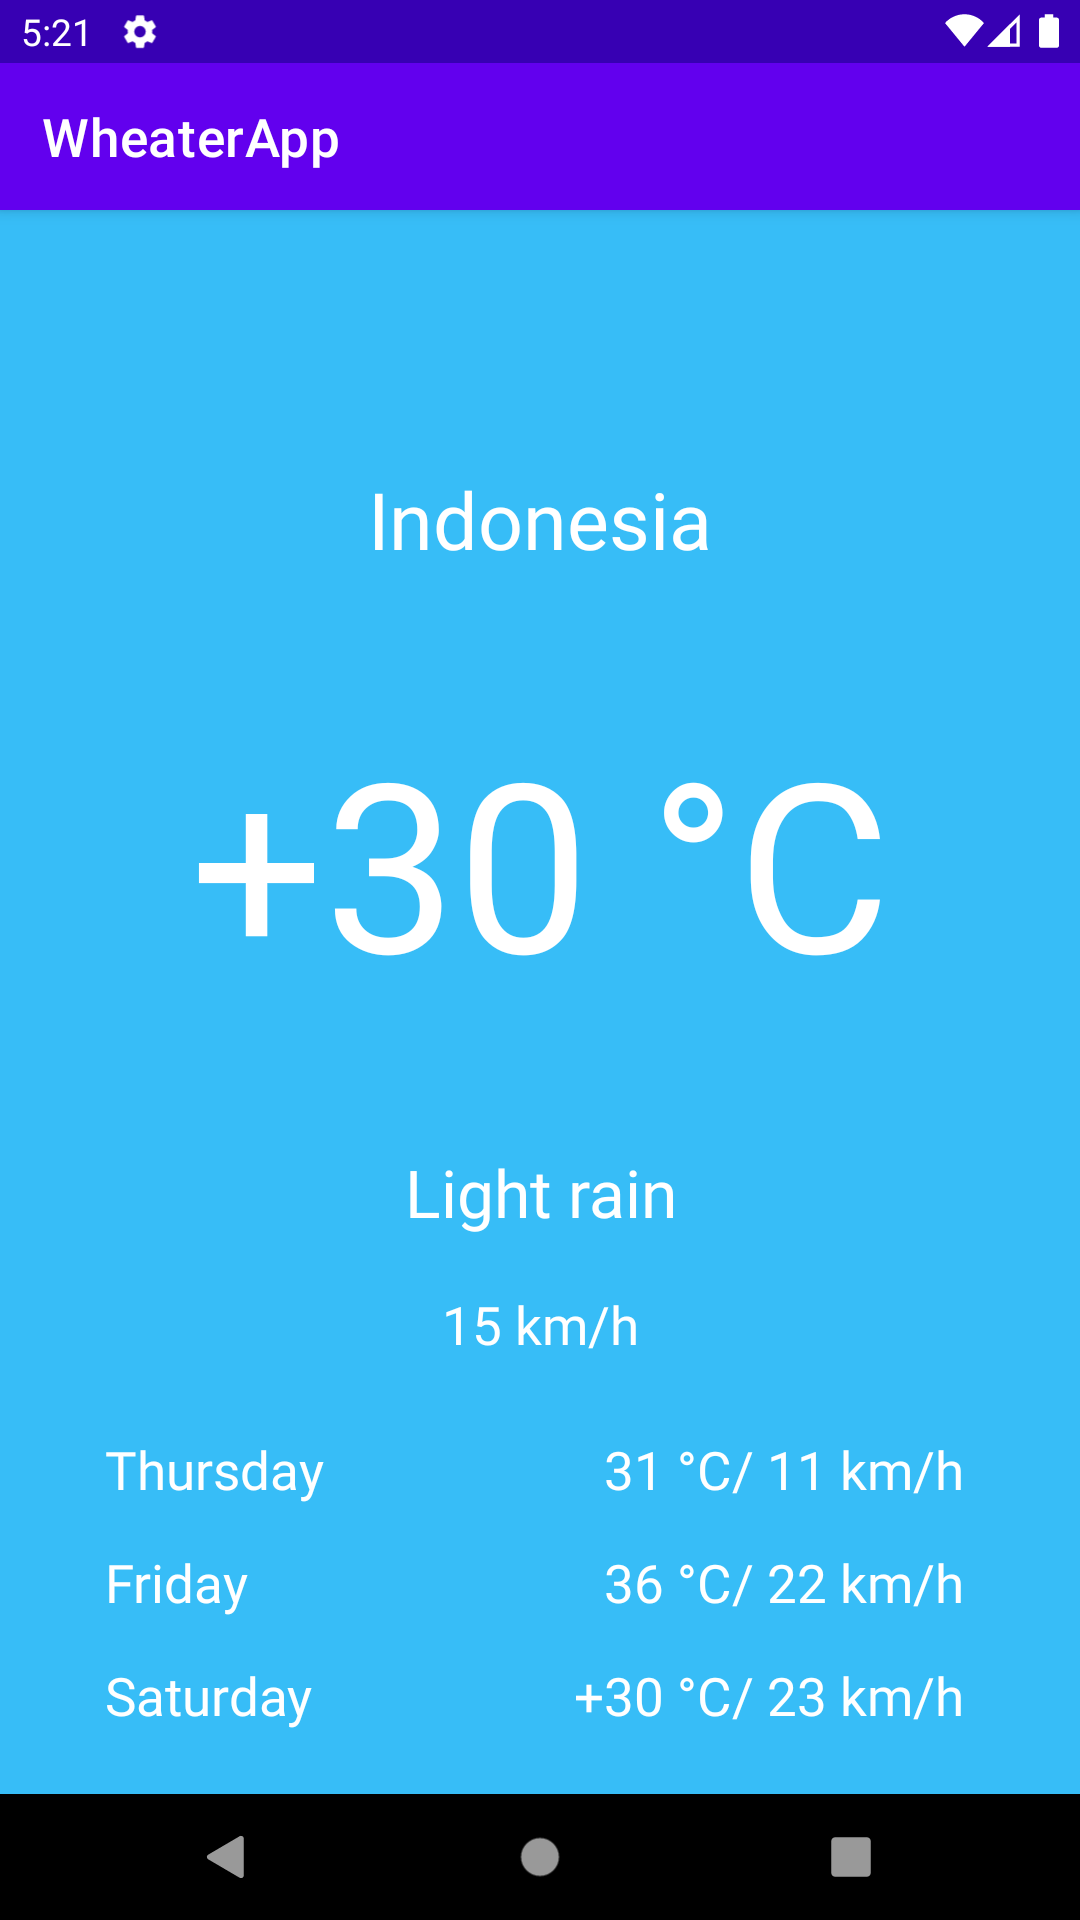 5:21
WheaterApp
Indonesia
+30 °C
Light rain
15 km/h
Thursday 31 °C/ 11 km/h
Friday 36 °C/ 22 km/h
Saturday +30 °C/ 23 km/h